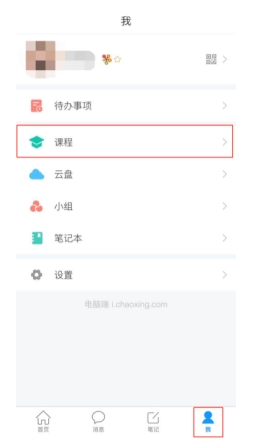 我
待办事项
课程
云盘
小组
笔记本
设置
电脑端 i.chaoxing.com
首页 消息 笔记 我